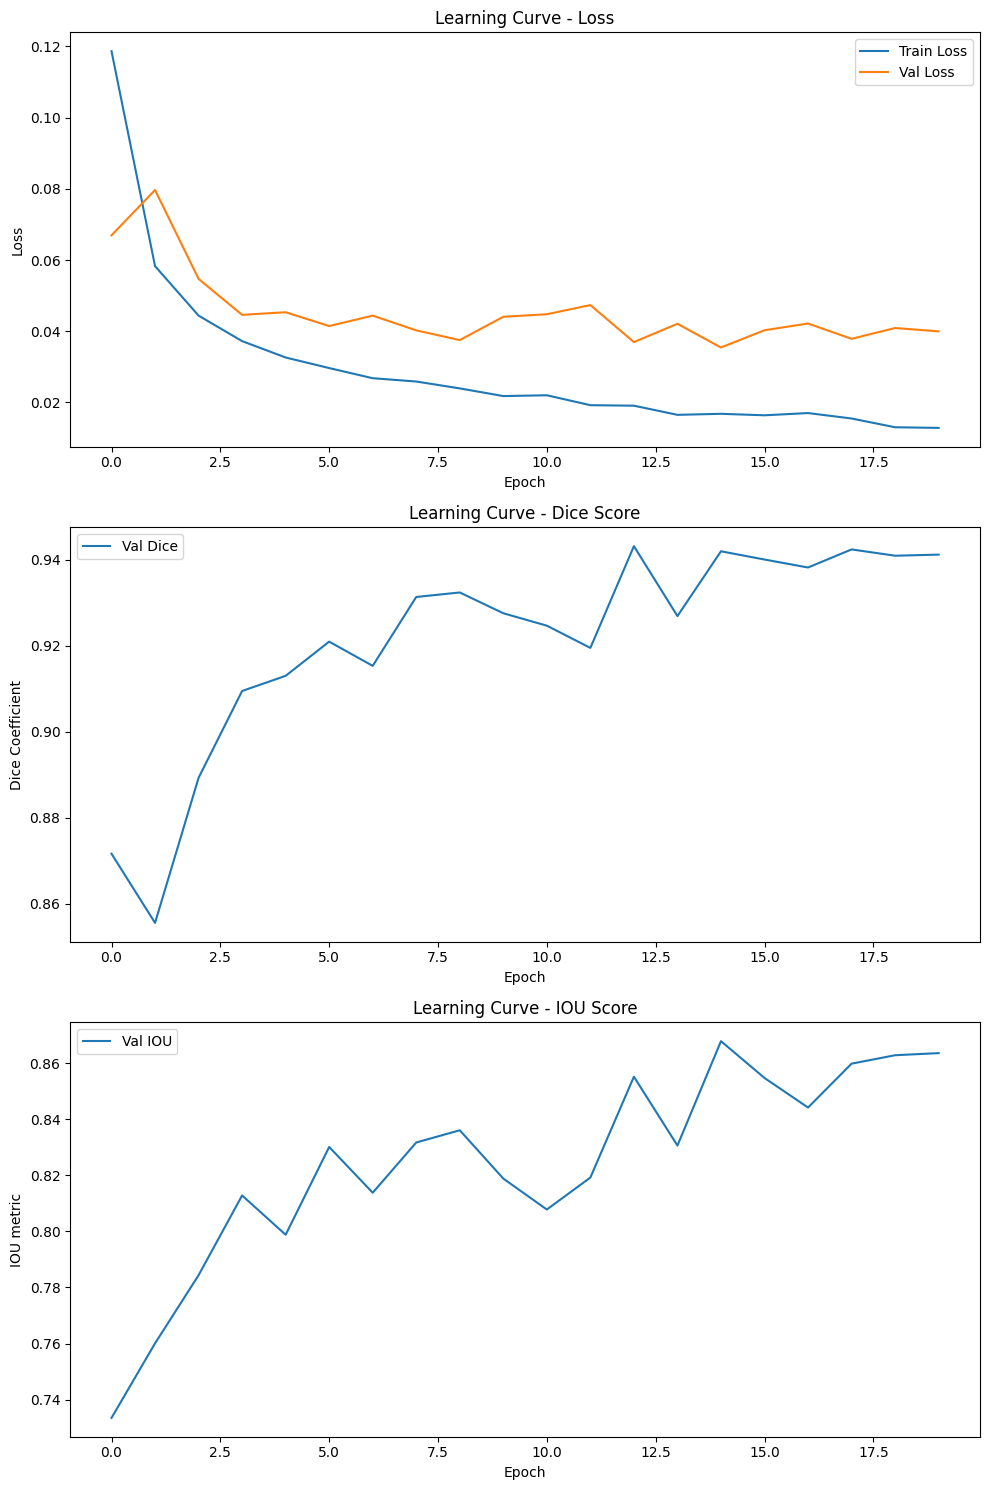 Learning Curve - Loss
Train Loss
Val Loss
0.12
0.10
0.08
0.06
0.04
0.02
Loss
0.0 2.5 5.0 7.5 10.0 12.5 15.0 17.5
Epoch
Learning Curve - Dice Score
Val Dice
0.94
0.92
0.90
0.88
0.86
Dice Coefficient
0.0 2.5 5.0 7.5 10.0 12.5 15.0 17.5
Epoch
Learning Curve - IOU Score
Val IOU
0.86
0.84
0.82
0.80
0.78
0.76
0.74
IOU metric
0.0 2.5 5.0 7.5 10.0 12.5 15.0 17.5
Epoch